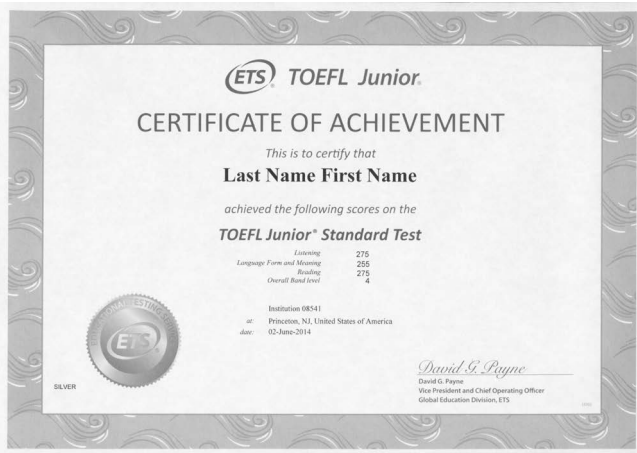 ETS® TOEFL Junior®
CERTIFICATE OF ACHIEVEMENT
This is to certify that
Last Name First Name
achieved the following scores on the
TOEFL Junior® Standard Test
Listening 275
Language Form and Meaning 255
Reading 275
Overall Band level 4
Institution 08541
at: Princeton, NJ, United States of America
date: 02-June-2014
ETS®
SILVER
David G. Payne
David G. Payne
Vice President and Chief Operating Officer
Global Education Division, ETS